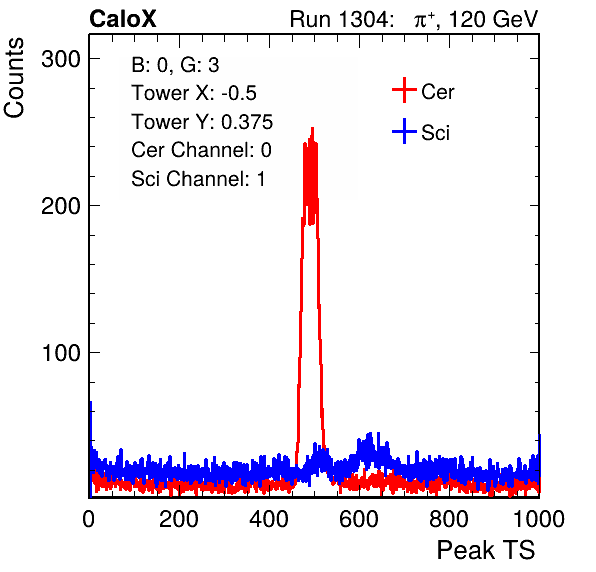 CaloX Run 1304: π⁺, 120 GeV
Counts
300
200
100
B: 0, G: 3
Tower X: -0.5
Tower Y: 0.375
Cer Channel: 0
Sci Channel: 1
Cer
Sci
0 200 400 600 800 1000
Peak TS